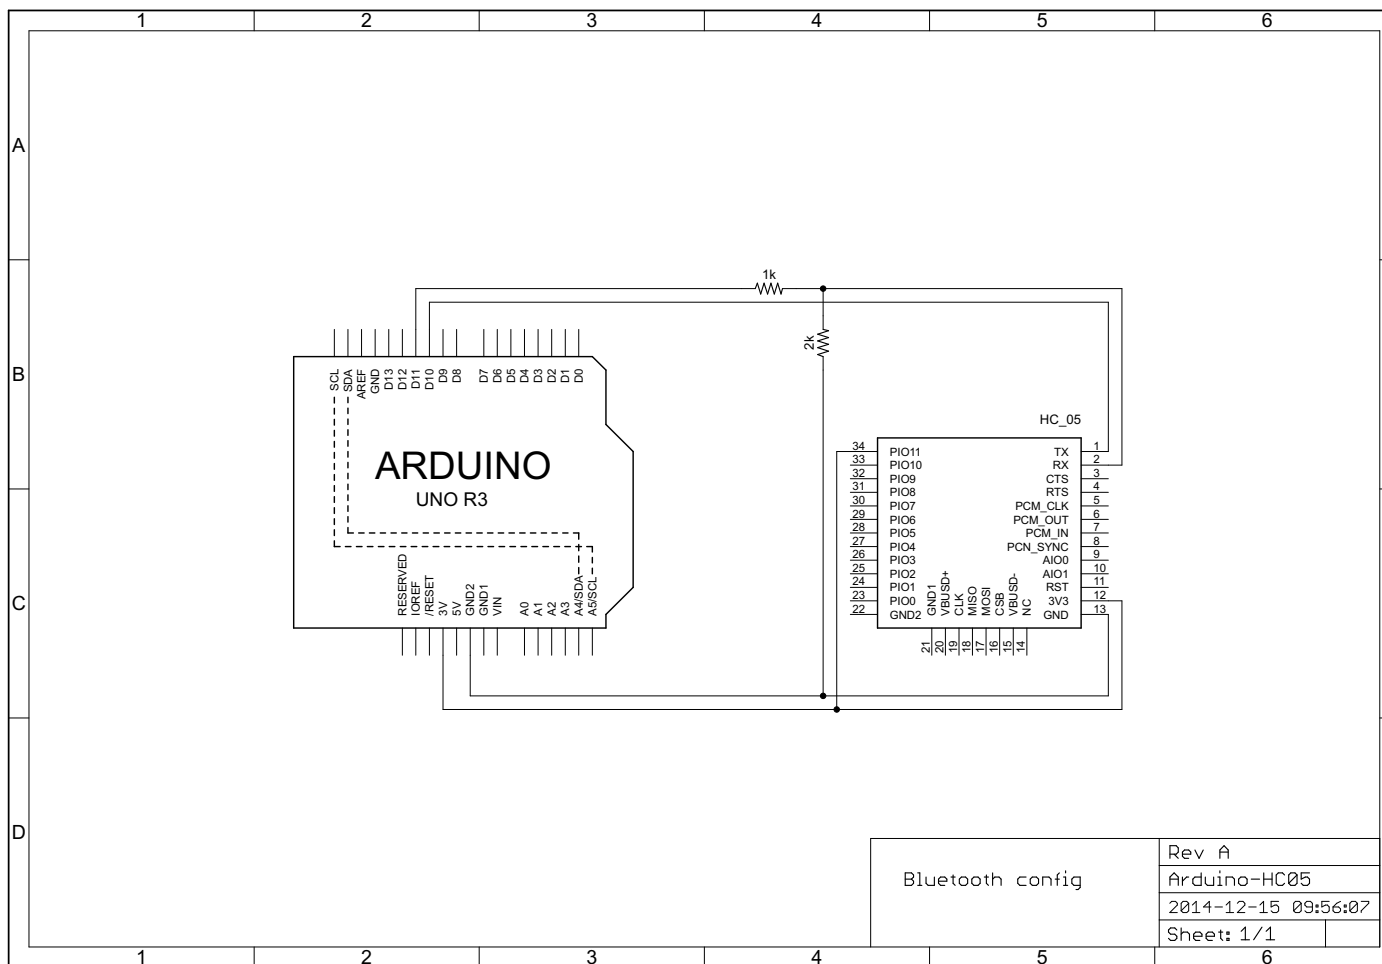 1 2 3 4 5 6
A
B
C
D
1k
2k
SCL
SDA
AREF
GND
D13
D12
D11
D10
D9
D8
D7
D6
D5
D4
D3
D2
D1
D0
ARDUINO
UNO R3
RESERVED
IOREF
/RESET
3V
5V
GND2
GND1
VIN
A0
A1
A2
A3
A4/SDA
A5/SCL
HC_05
34 PIO11 TX 1
33 PIO10 RX 2
32 PIO9 CTS 3
31 PIO8 RTS 4
30 PIO7 PCM_CLK 5
29 PIO6 PCM_OUT 6
28 PIO5 PCM_IN 7
27 PIO4 PCN_SYNC 8
26 PIO3 AIO0 9
25 PIO2 AIO1 10
24 PIO1 RST 11
23 PIO0 3V3 12
22 GND2 GND 13
GND1
VBUSD+
CLK
MISO
MOSI
CSB
VBUSD-
NC
21
20
19
18
17
16
15
14
Bluetooth config
Rev A
Arduino-HC05
2014-12-15 09:56:07
Sheet: 1/1
1 2 3 4 5 6